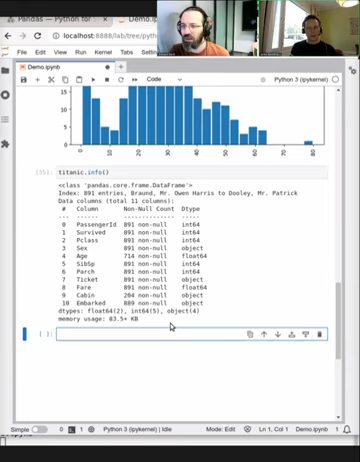 Pandas — Python for
Demo.i
localhost:8888/lab/tree/pyth
File Edit View Run Kernel Tabs Settings
Demo.ipynb
Code
Python 3 (ipykernel)
15
10
5
0
0
10
20
30
40
50
60
70
80
[35]:
titanic.info()
<class 'pandas.core.frame.DataFrame'>
Index: 891 entries, Braund, Mr. Owen Harris to Dooley, Mr. Patrick
Data columns (total 11 columns):
# Column Non-Null Count Dtype
--- ------ -------------- -----
0 PassengerId 891 non-null int64
1 Survived 891 non-null int64
2 Pclass 891 non-null int64
3 Sex 891 non-null object
4 Age 714 non-null float64
5 SibSp 891 non-null int64
6 Parch 891 non-null int64
7 Ticket 891 non-null object
8 Fare 891 non-null float64
9 Cabin 204 non-null object
10 Embarked 889 non-null object
dtypes: float64(2), int64(5), object(4)
memory usage: 83.5+ KB
[ ]:
Simple 1 Python 3 (ipykernel) | Idle Mode: Edit Ln 1, Col 1 Demo.ipynb 1